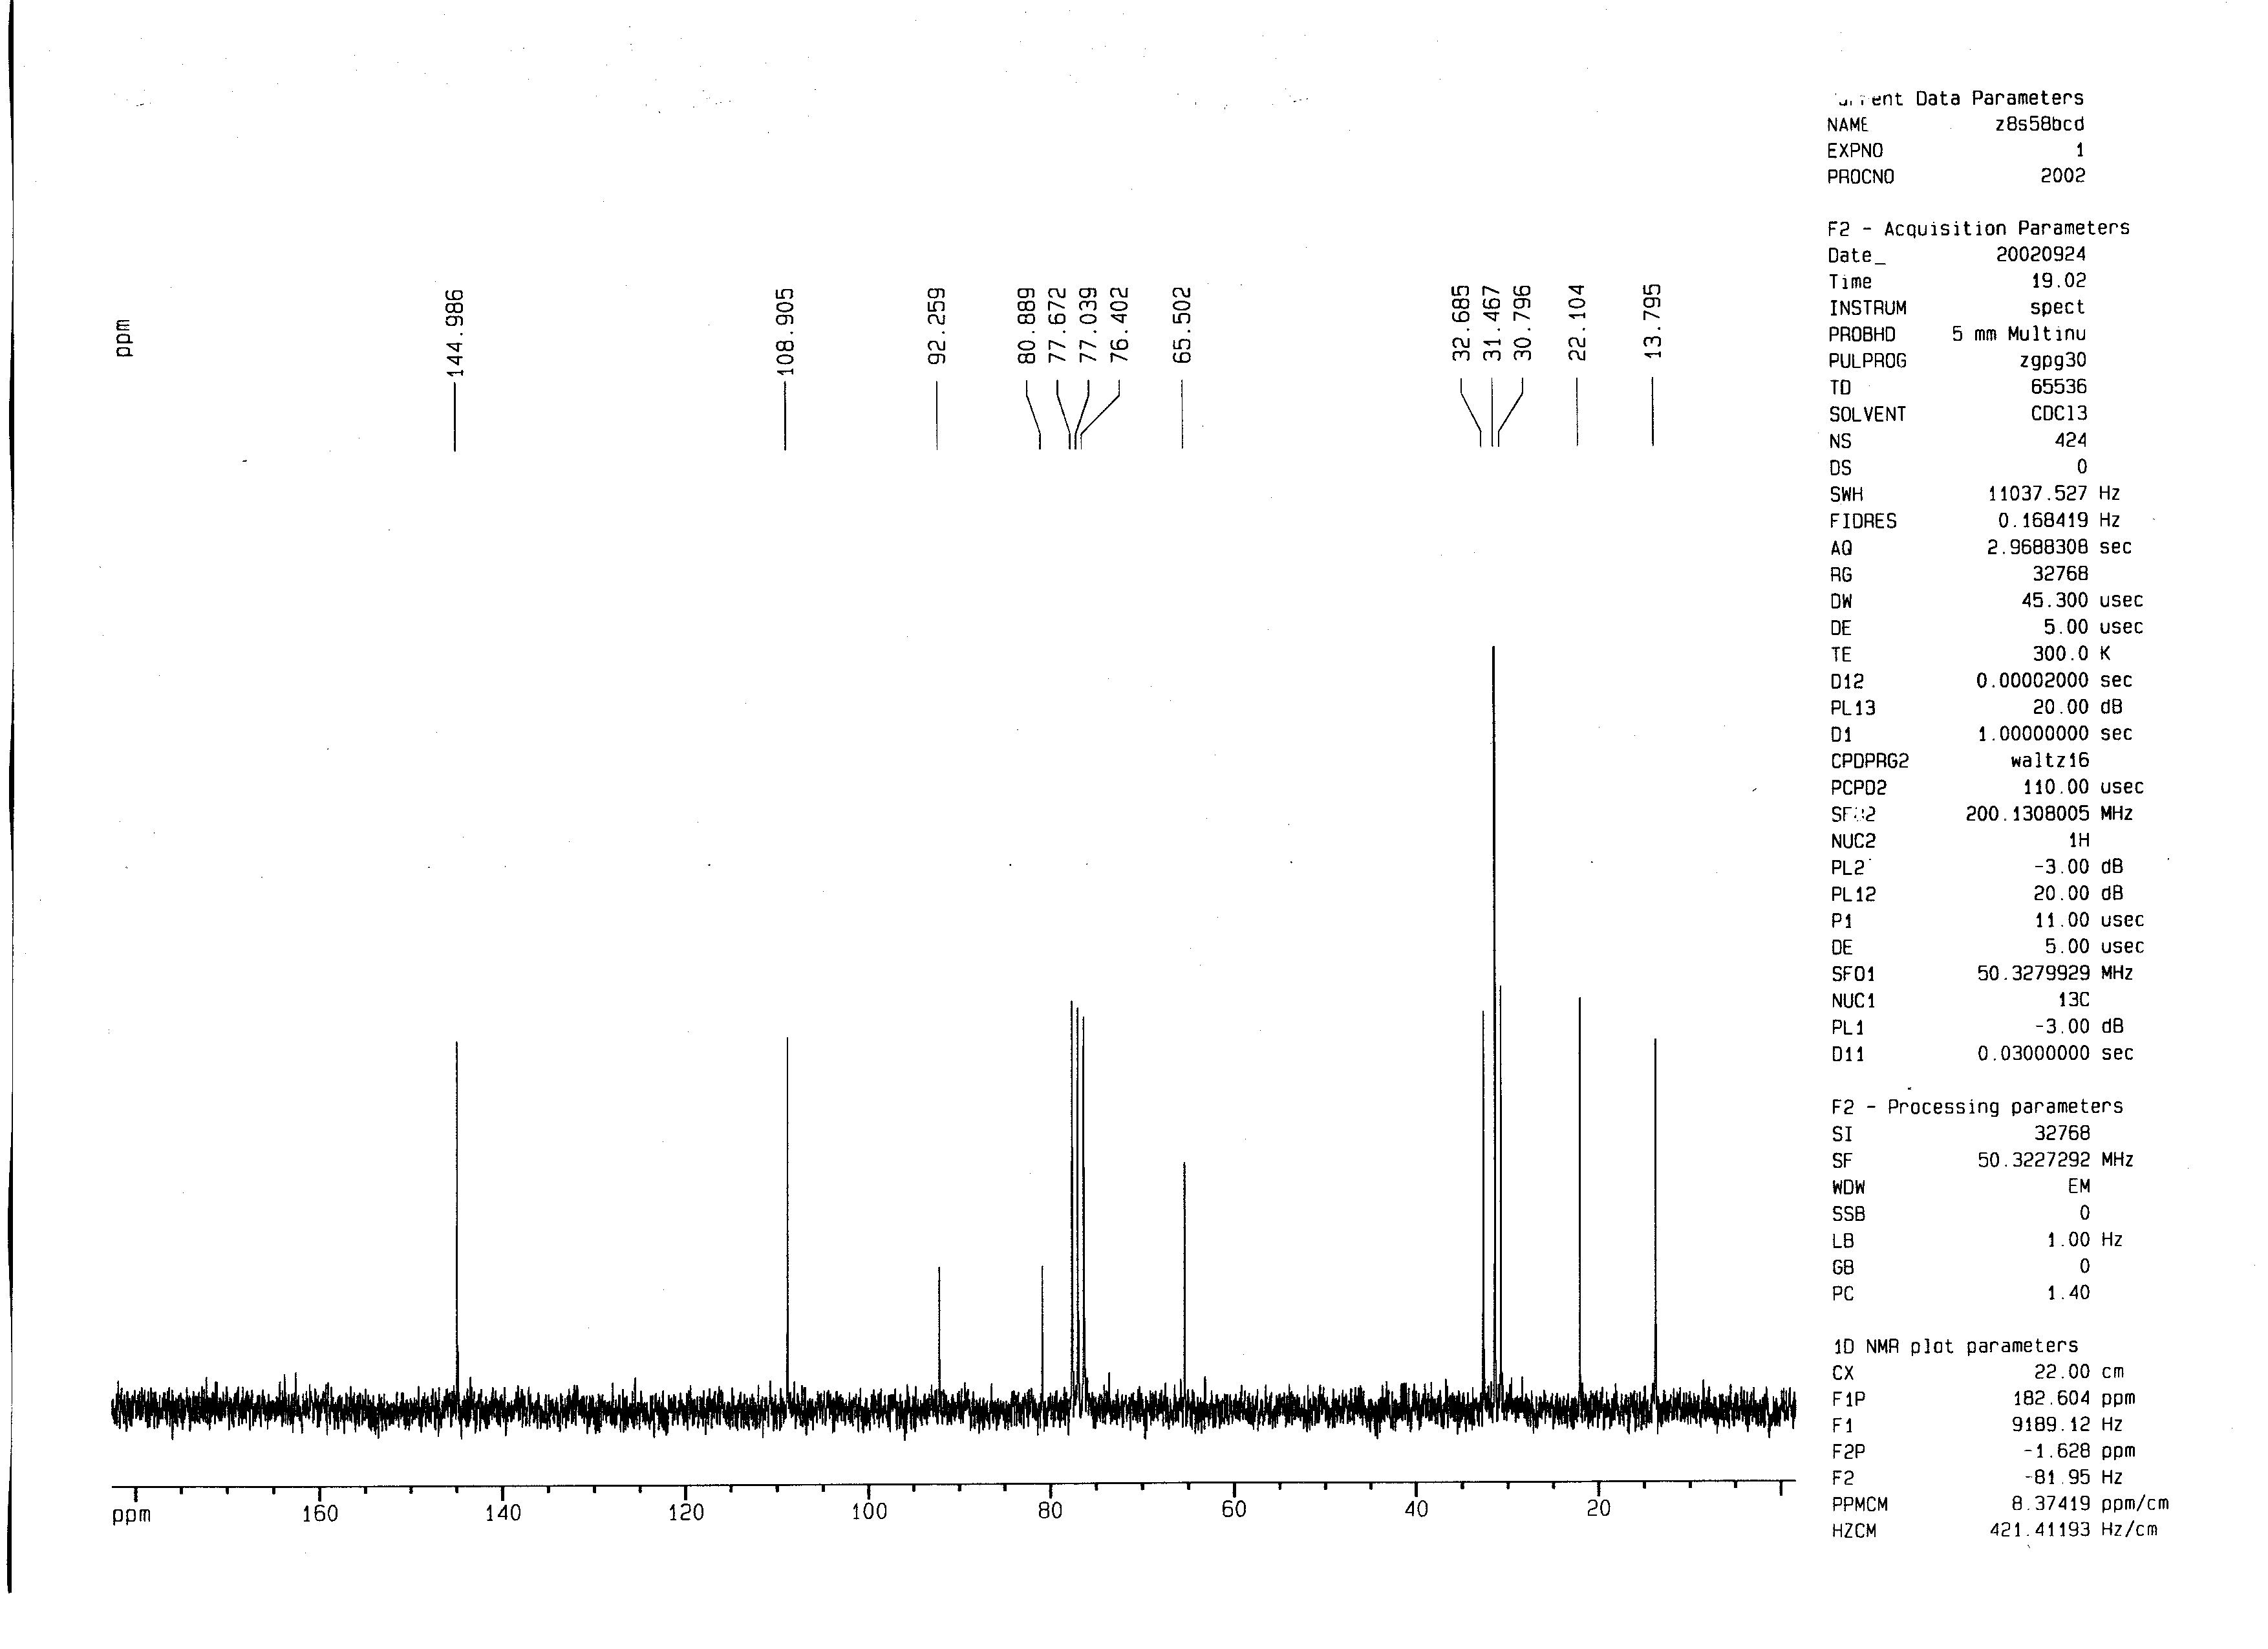 ppm
144.986
108.905
92.259
80.889
77.672
77.039
76.402
65.502
32.685
31.467
30.796
22.104
13.795
ppm 160 140 120 100 80 60 40 20
Data Parameters
NAME z8s58bcd
EXPNO 1
PROCNO 2002
F2 - Acquisition Parameters
Date_ 20020924
Time 19.02
INSTRUM spect
PROBHD 5 mm Multinu
PULPROG zgpg30
TD 65536
SOLVENT CDCl3
NS 424
DS 0
SWH 11037.527 Hz
FIDRES 0.168419 Hz
AQ 2.9688308 sec
RG 32768
DW 45.300 usec
DE 5.00 usec
TE 300.0 K
D12 0.00002000 sec
PL13 20.00 dB
D1 1.00000000 sec
CPDPRG2 waltz16
PCPD2 110.00 usec
200.1308005 MHz
NUC2 1H
PL2 -3.00 dB
PL12 20.00 dB
P1 11.00 usec
DE 5.00 usec
SFO1 50.3279929 MHz
NUC1 13C
PL1 -3.00 dB
D11 0.03000000 sec
F2 - Processing parameters
SI 32768
SF 50.3227292 MHz
WDW EM
SSB 0
LB 1.00 Hz
GB 0
PC 1.40
1D NMR plot parameters
CX 22.00 cm
F1P 182.604 ppm
F1 9189.12 Hz
F2P -1.628 ppm
F2 -81.95 Hz
PPMCM 8.37419 ppm/cm
HZCM 421.41193 Hz/cm